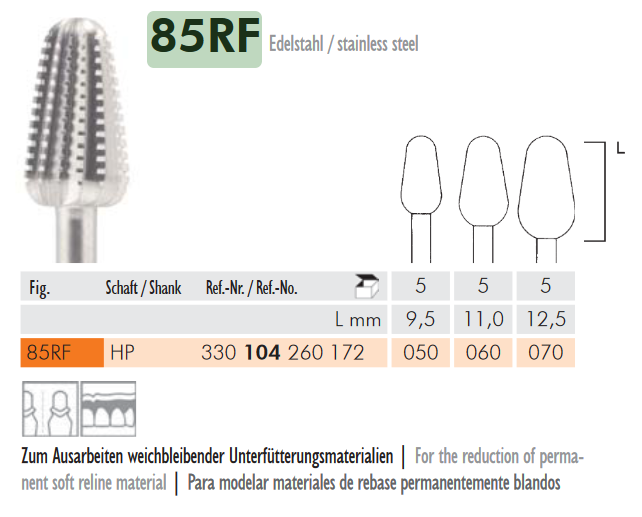 85RF Edelstahl / stainless steel
L
Fig. Schaft / Shank Ref.-Nr. / Ref.-No. 5 5 5
L mm 9,5 11,0 12,5
85RF HP 330 104 260 172 050 060 070
Zum Ausarbeiten weichbleibender Unterfütterungsmaterialien | For the reduction of perma-
nent soft reline material | Para modelar materiales de rebase permanentemente blandos